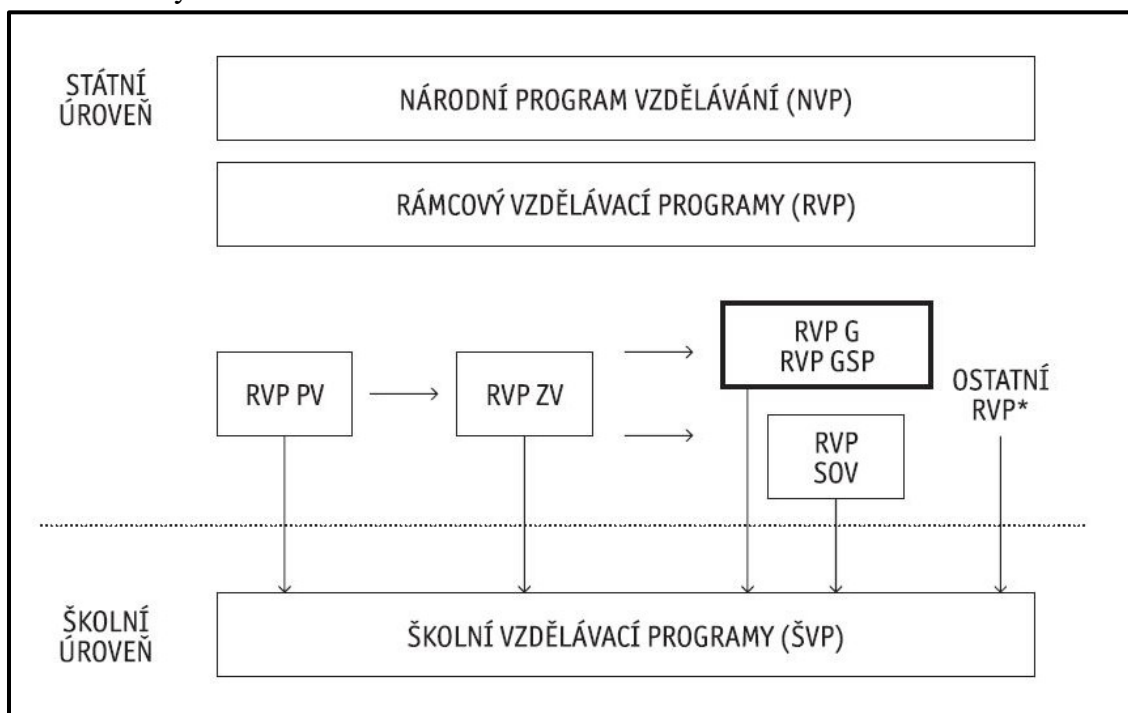 STÁTNÍ
ÚROVEŇ
NÁRODNÍ PROGRAM VZDĚLÁVÁNÍ (NVP)
RÁMCOVÝ VZDĚLÁVACÍ PROGRAMY (RVP)
RVP PV
RVP ZV
RVP G
RVP GSP
RVP
SOV
OSTATNÍ
RVP*
ŠKOLNÍ
ÚROVEŇ
ŠKOLNÍ VZDĚLÁVACÍ PROGRAMY (ŠVP)